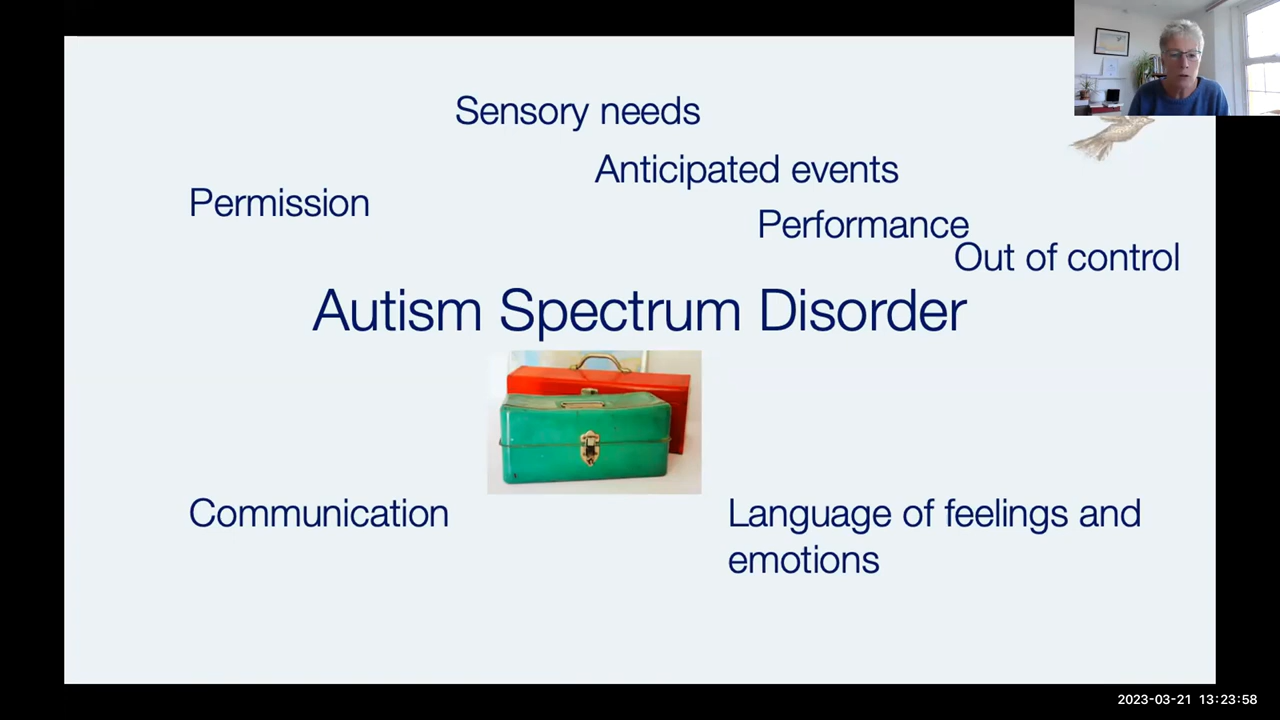 Sensory needs
Anticipated events
Permission
Performance
Out of control
Autism Spectrum Disorder
Communication
Language of feelings and
emotions
2023-03-21 13:23:58